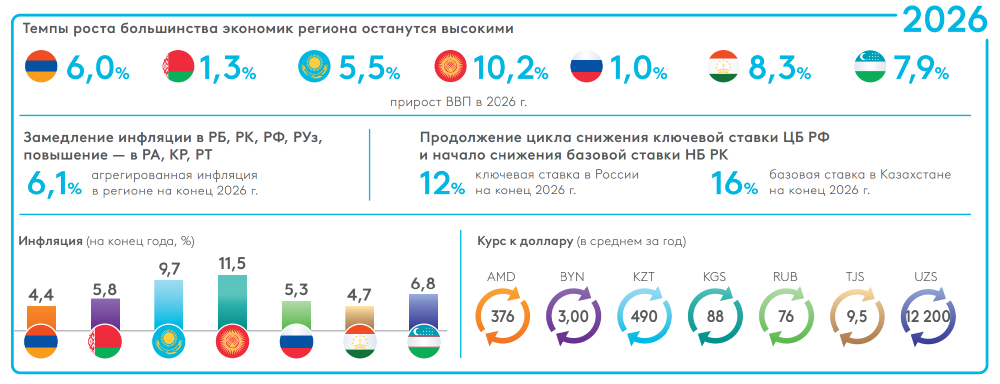 2026
Темпы роста большинства экономик региона останутся высокими
6,0% 1,3% 5,5% 10,2% 1,0% 8,3% 7,9%
прирост ВВП в 2026 г.
Замедление инфляции в РБ, РК, РФ, РУз,
повышение — в РА, КР, РТ
6,1%
агрегированная инфляция
в регионе на конец 2026 г.
Продолжение цикла снижения ключевой ставки ЦБ РФ
и начало снижения базовой ставки НБ РК
12%
ключевая ставка в России
на конец 2026 г.
16%
базовая ставка в Казахстане
на конец 2026 г.
Инфляция (на конец года, %)
4,4 5,8 9,7 11,5 5,3 4,7 6,8
Курс к доллару (в среднем за год)
AMD BYN KZT KGS RUB TJS UZS
376 3,00 490 88 76 9,5 12 200